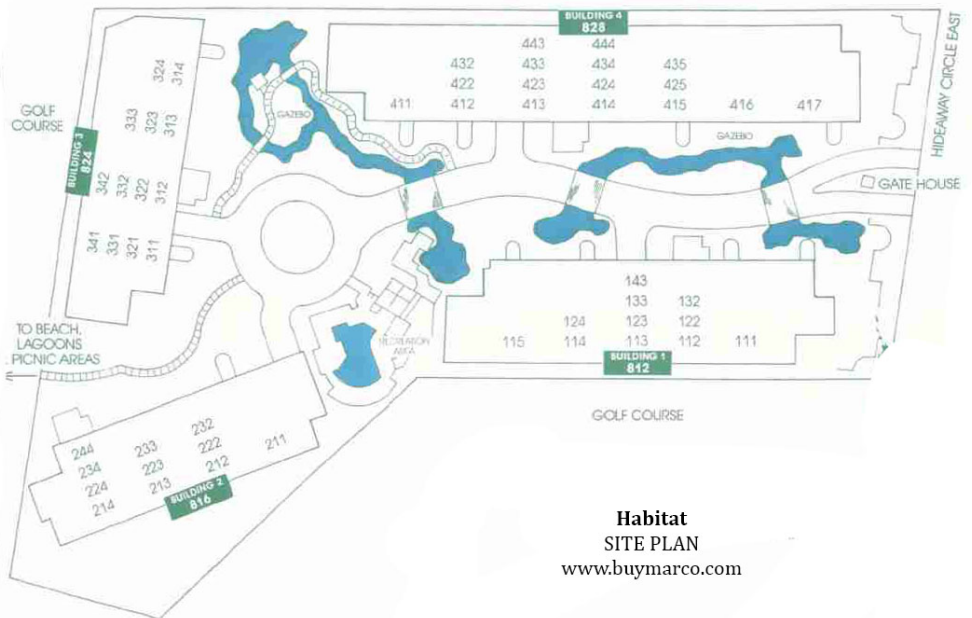 BUILDING 4
828
443 444
432 433 434 435
422 423 424 425
411 412 413 414 415 416 417
GAZEBO
GAZEBO
HIDEAWAY CIRCLE EAST
GATE HOUSE
GOLF
COURSE
BUILDING 3
824
324 314
333 323 313
342 332 322 312
341 331 321 311
TO BEACH,
LAGOONS
PICNIC AREAS
RECREATION
AREA
143
133 132
124 123 122
115 114 113 112 111
BUILDING 1
812
GOLF COURSE
244 233 232
234 223 222 211
224 213 212
214
BUILDING 2
816
Habitat
SITE PLAN
www.buymarco.com